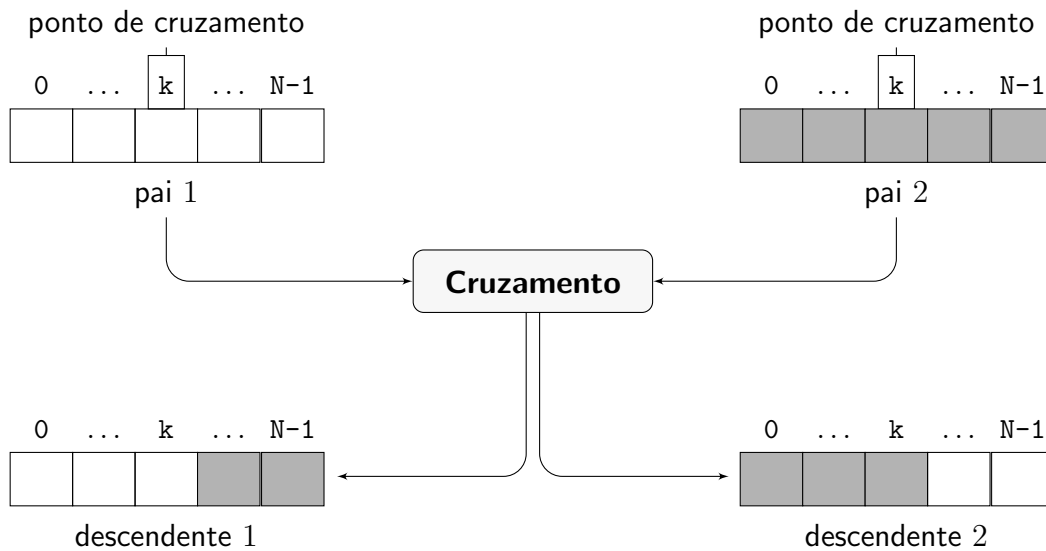 ponto de cruzamento
0 ... k ... N-1
pai 1
ponto de cruzamento
0 ... k ... N-1
pai 2
Cruzamento
0 ... k ... N-1
descendente 1
0 ... k ... N-1
descendente 2